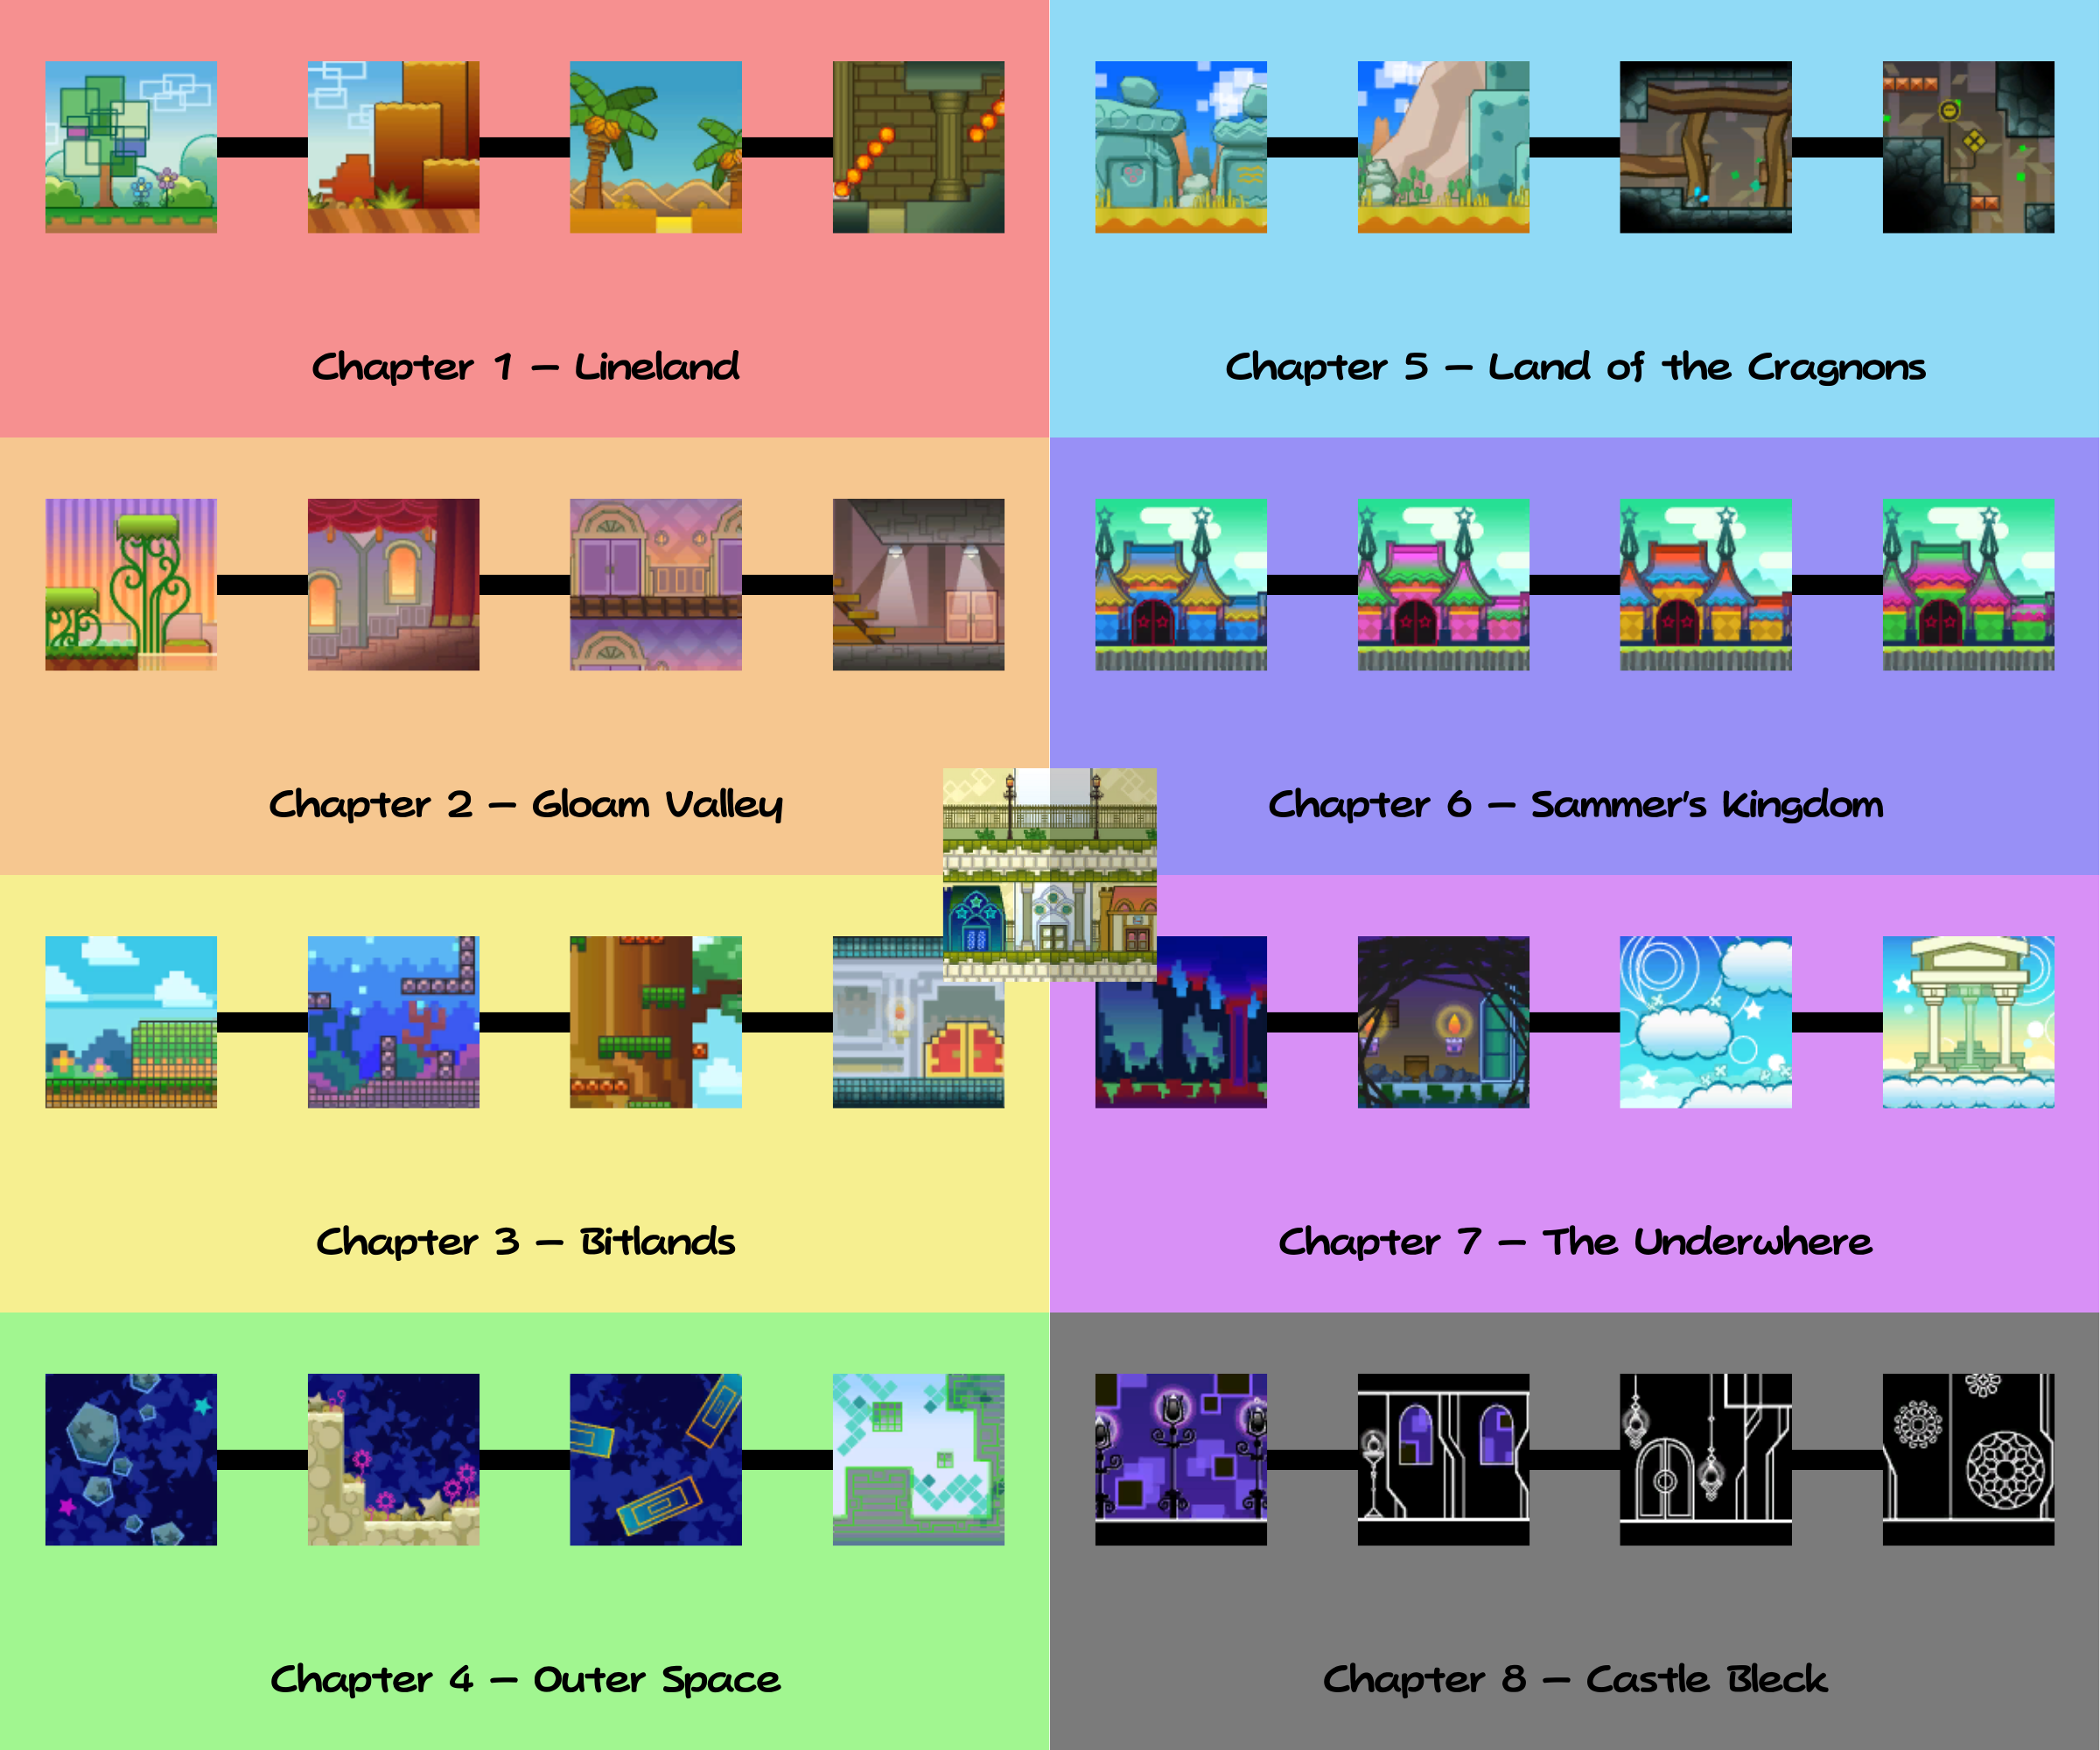 Chapter 1 – Lineland
Chapter 5 – Land of the Cragnons
Chapter 2 – Gloam Valley
Chapter 6 – Sammer's Kingdom
Chapter 3 – Bitlands
Chapter 7 – The Underwhere
Chapter 4 – Outer Space
Chapter 8 – Castle Bleck